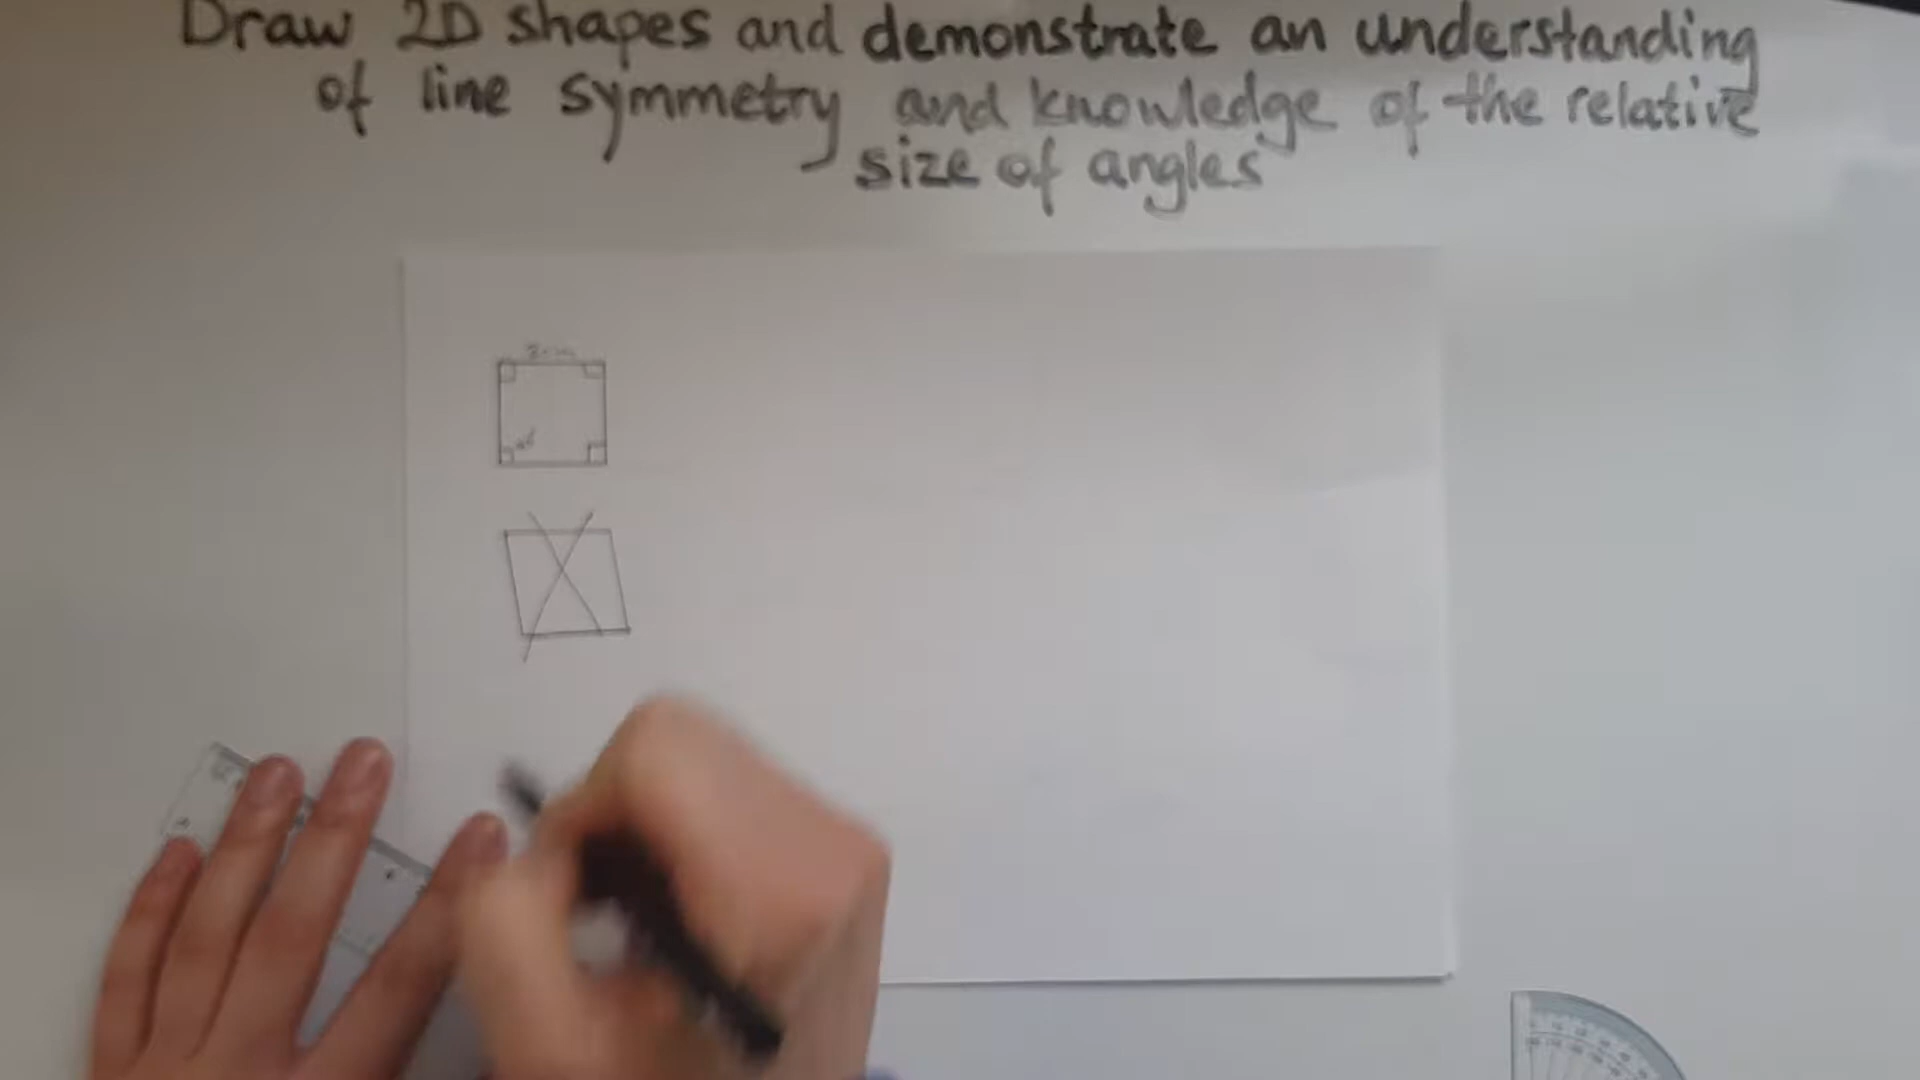 Draw 2D shapes and demonstrate an understanding
of line symmetry and knowledge of the relative
size of angles